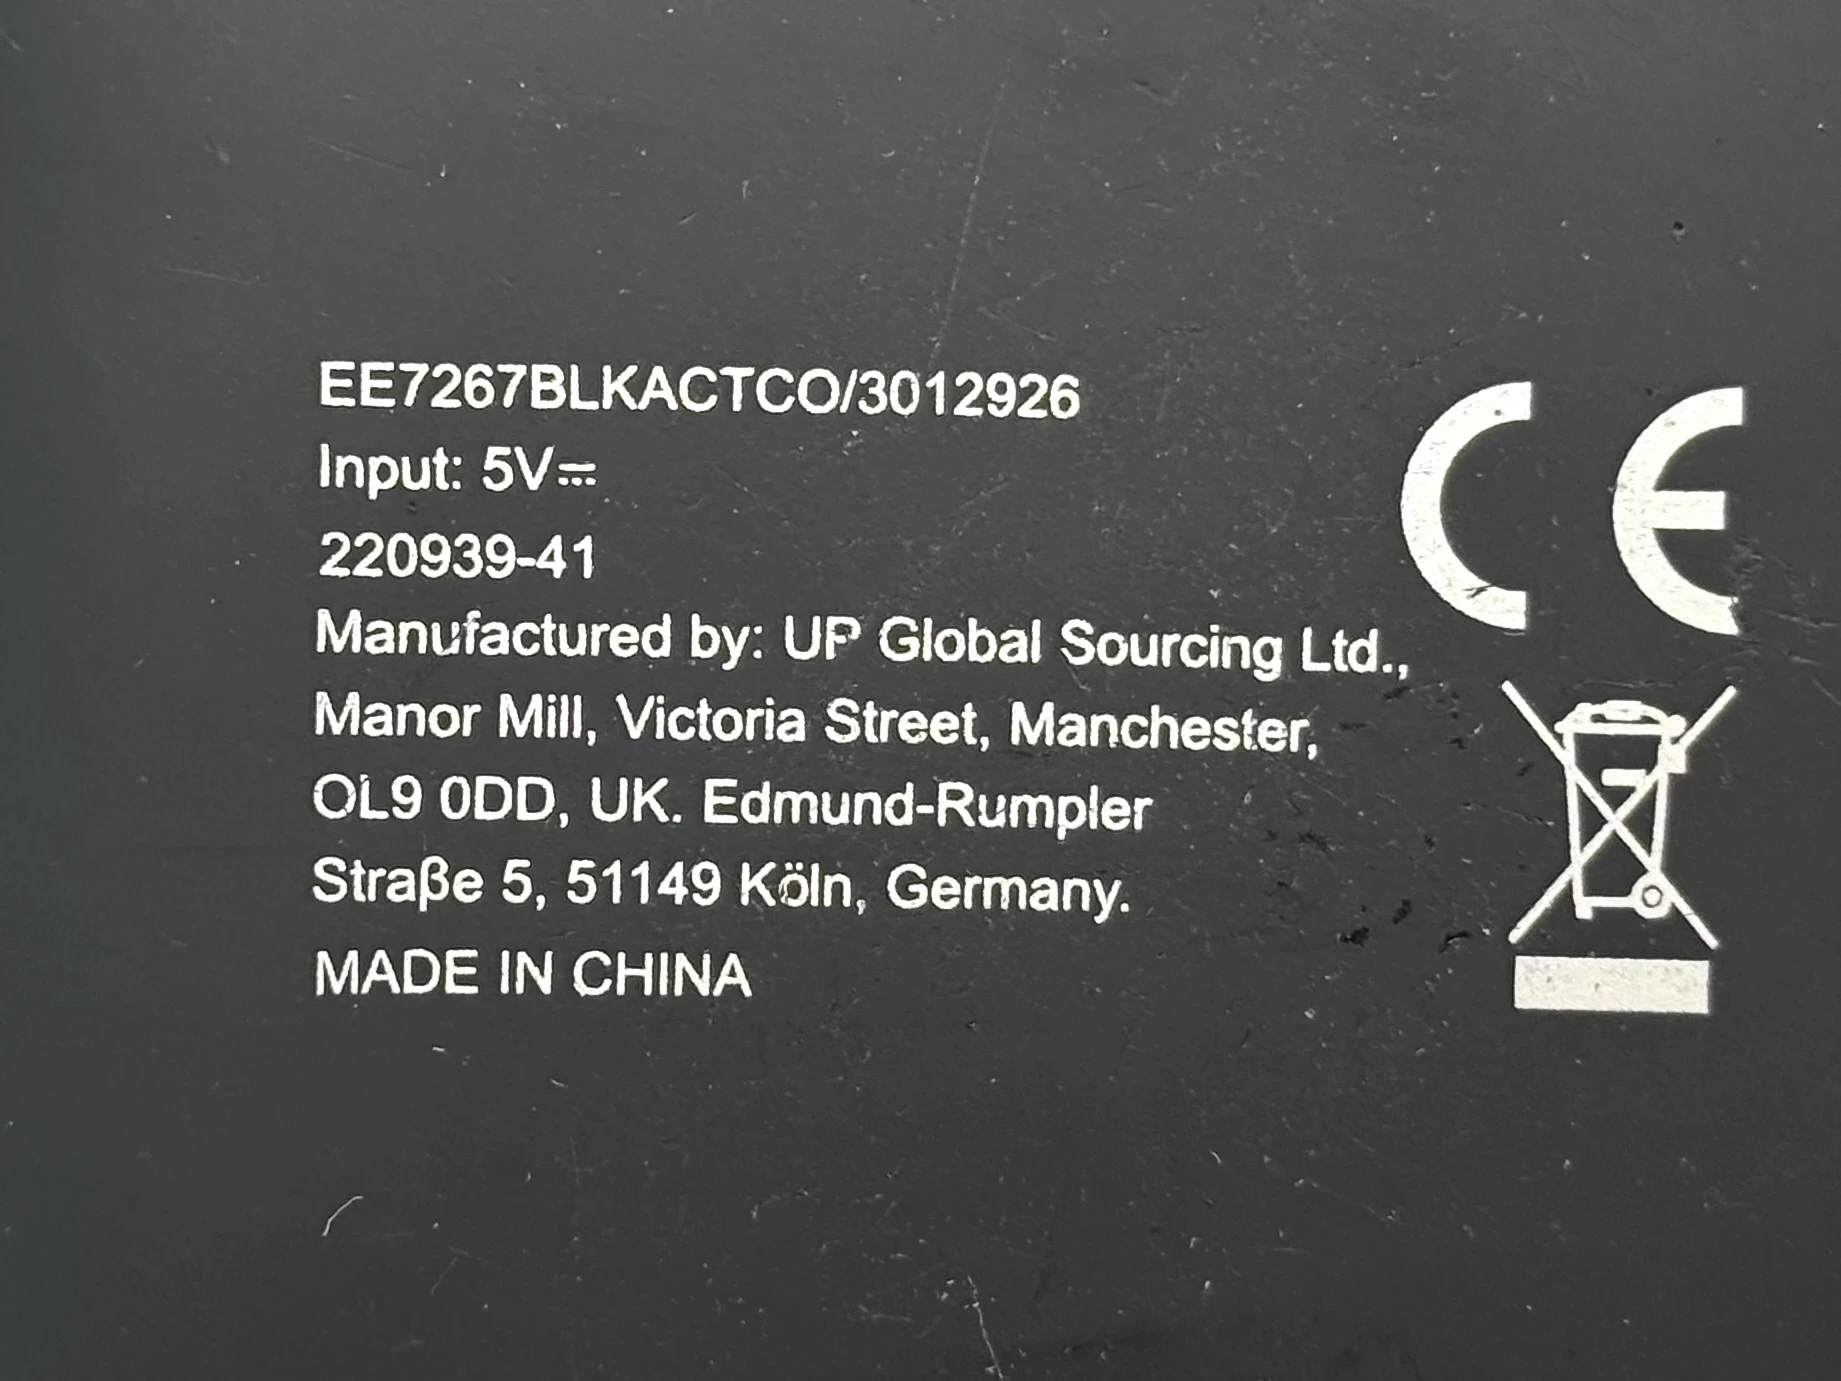 EE7267BLKACTCO/3012926
Input: 5V⎓
220939-41
Manufactured by: UP Global Sourcing Ltd.,
Manor Mill, Victoria Street, Manchester,
OL9 0DD, UK. Edmund-Rumpler
Straße 5, 51149 Köln, Germany.
MADE IN CHINA
CE